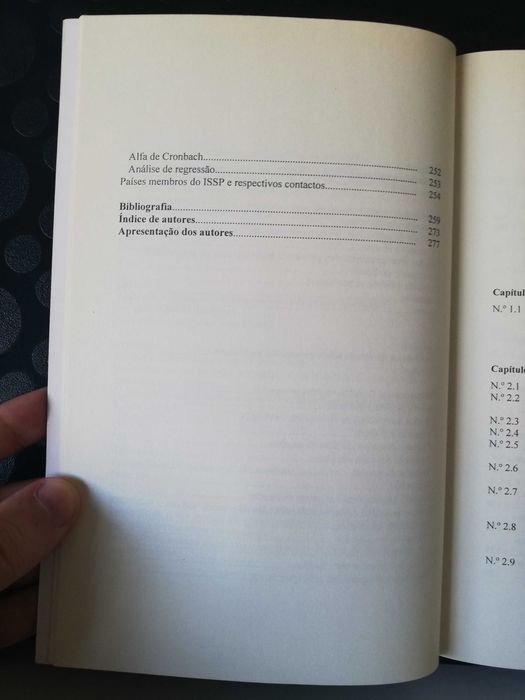 Alfa de Cronbach........................................................................ 252
Análise de regressão.................................................................... 253
Países membros do ISSP e respectivos contactos............................... 254
Bibliografia................................................................................. 259
Índice de autores......................................................................... 273
Apresentação dos autores............................................................. 277
Capítul
N.º 1.1
Capítulo
N.º 2.1
N.º 2.2
N.º 2.3
N.º 2.4
N.º 2.5
N.º 2.6
N.º 2.7
N.º 2.8
N.º 2.9